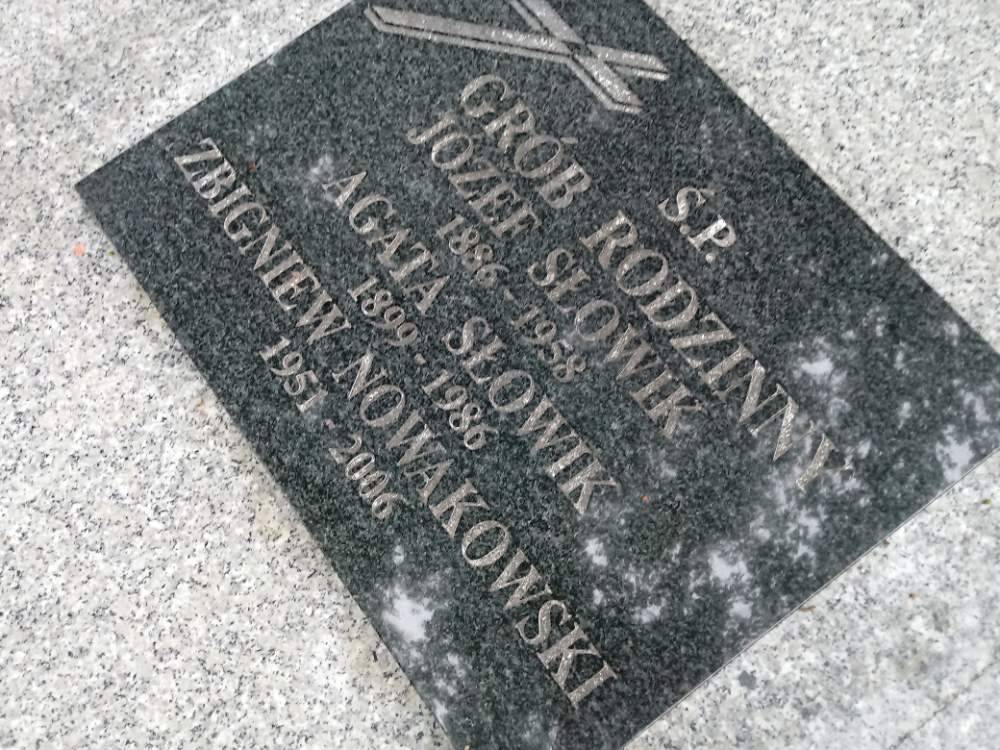 Ś.P.
GRÓB RODZINNY
JÓZEF SŁOWIK
1886 - 1958
AGATA SŁOWIK
1899 - 1986
ZBIGNIEW NOWAKOWSKI
1951 - 2006